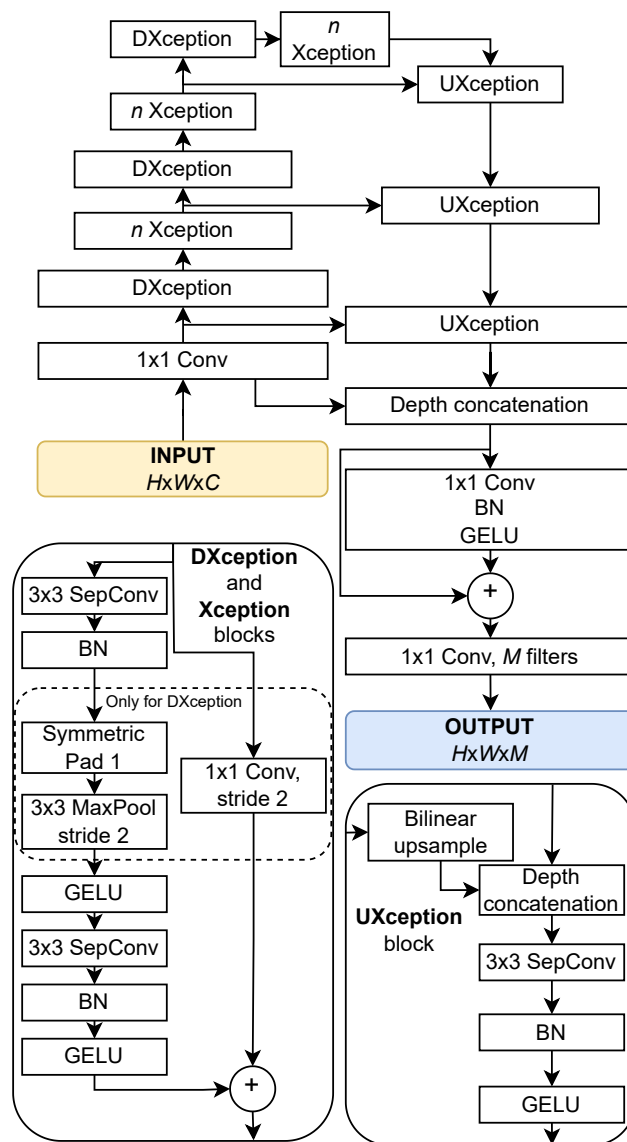 DXception
n
Xception
UXception
n Xception
DXception
UXception
n Xception
DXception
UXception
1x1 Conv
Depth concatenation
INPUT
HxWxC
1x1 Conv
BN
GELU
+
1x1 Conv, M filters
OUTPUT
HxWxM
DXception
and
Xception
blocks
3x3 SepConv
BN
Only for DXception
Symmetric
Pad 1
1x1 Conv,
stride 2
3x3 MaxPool
stride 2
GELU
3x3 SepConv
BN
GELU
+
Bilinear
upsample
UXception
block
Depth
concatenation
3x3 SepConv
BN
GELU